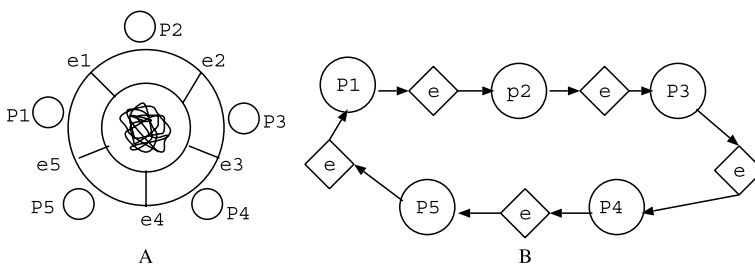 P2
e1 e2
P1 P3
e5 e3
P5 e4 P4
A
P1 e p2 e P3
e e
P5 e P4
B